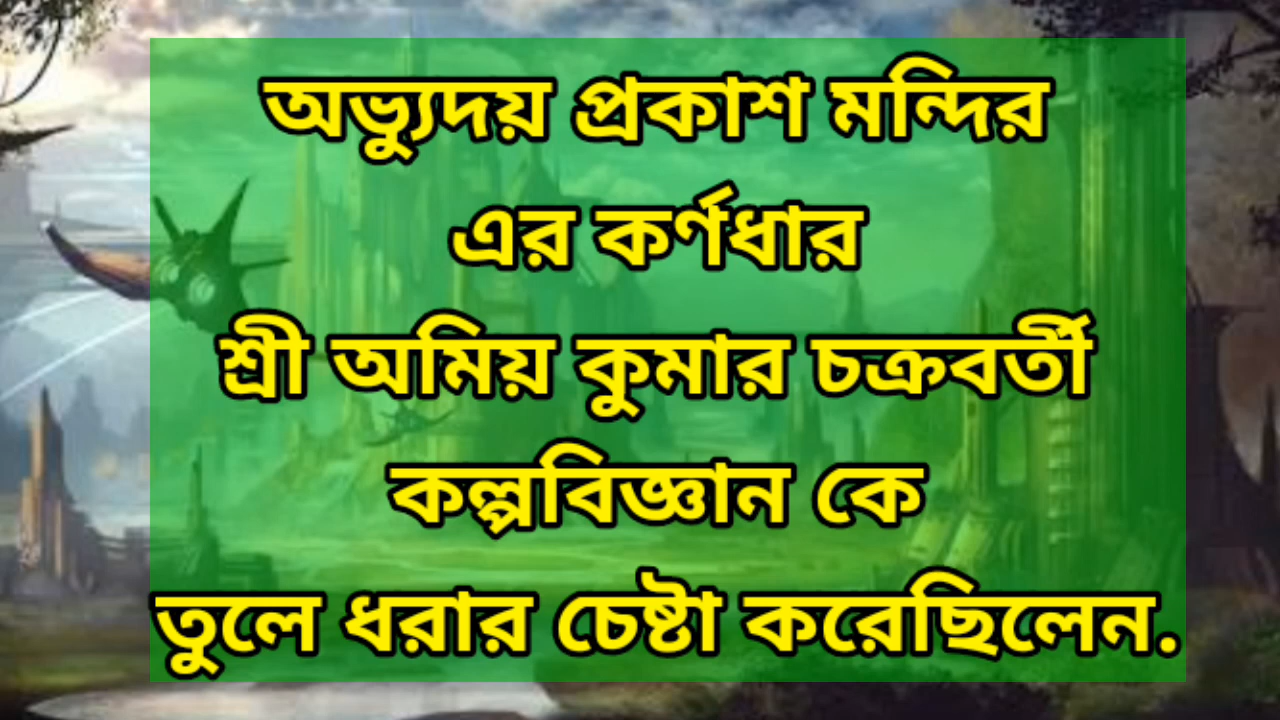 অভ্যুদয় প্রকাশ মন্দির
এর কর্ণধার
শ্রী অমিয় কুমার চক্রবর্তী
কল্পবিজ্ঞান কে
তুলে ধরার চেষ্টা করেছিলেন.